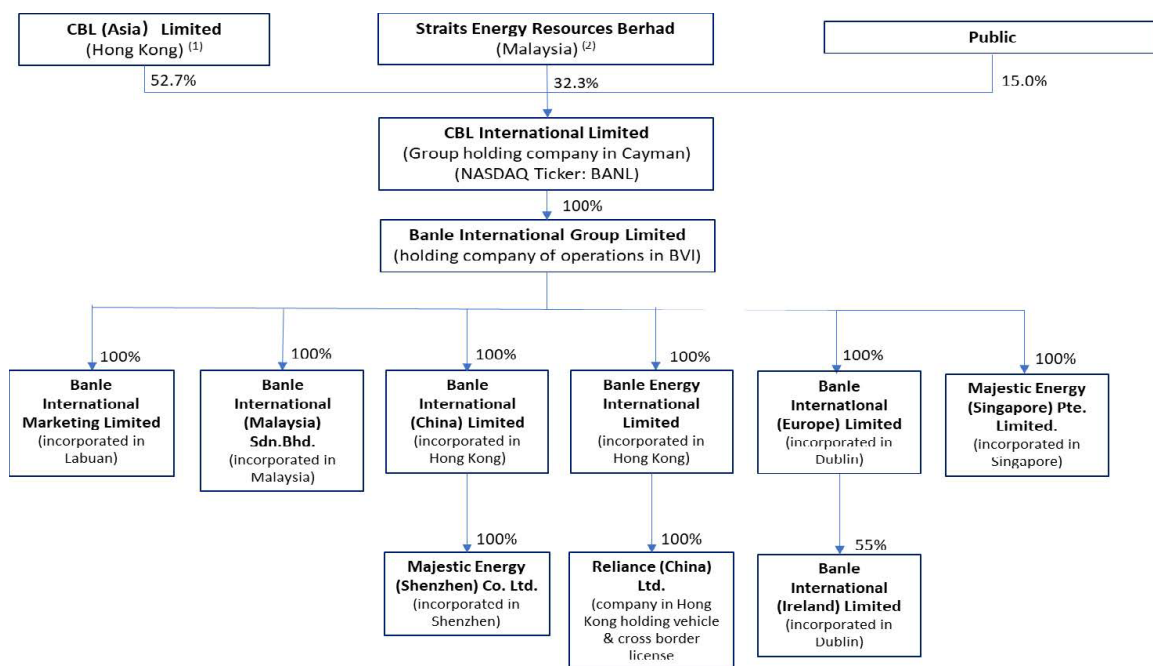 CBL (Asia) Limited
(Hong Kong) (1)
Straits Energy Resources Berhad
(Malaysia) (2)
Public
52.7%
32.3%
15.0%
CBL International Limited
(Group holding company in Cayman)
(NASDAQ Ticker: BANL)
100%
Banle International Group Limited
(holding company of operations in BVI)
100%
Banle
International
Marketing Limited
(incorporated in
Labuan)
100%
Banle
International
(Malaysia)
Sdn.Bhd.
(incorporated in
Malaysia)
100%
Banle
International
(China) Limited
(incorporated in
Hong Kong)
100%
Banle Energy
International
Limited
(incorporated in
Hong Kong)
100%
Banle
International
(Europe) Limited
(incorporated in
Dublin)
100%
Majestic Energy
(Singapore) Pte.
Limited.
(incorporated in
Singapore)
100%
Majestic Energy
(Shenzhen) Co. Ltd.
(incorporated in
Shenzhen)
100%
Reliance (China)
Ltd.
(company in Hong
Kong holding vehicle
& cross border
license
55%
Banle
International
(Ireland) Limited
(incorporated in
Dublin)